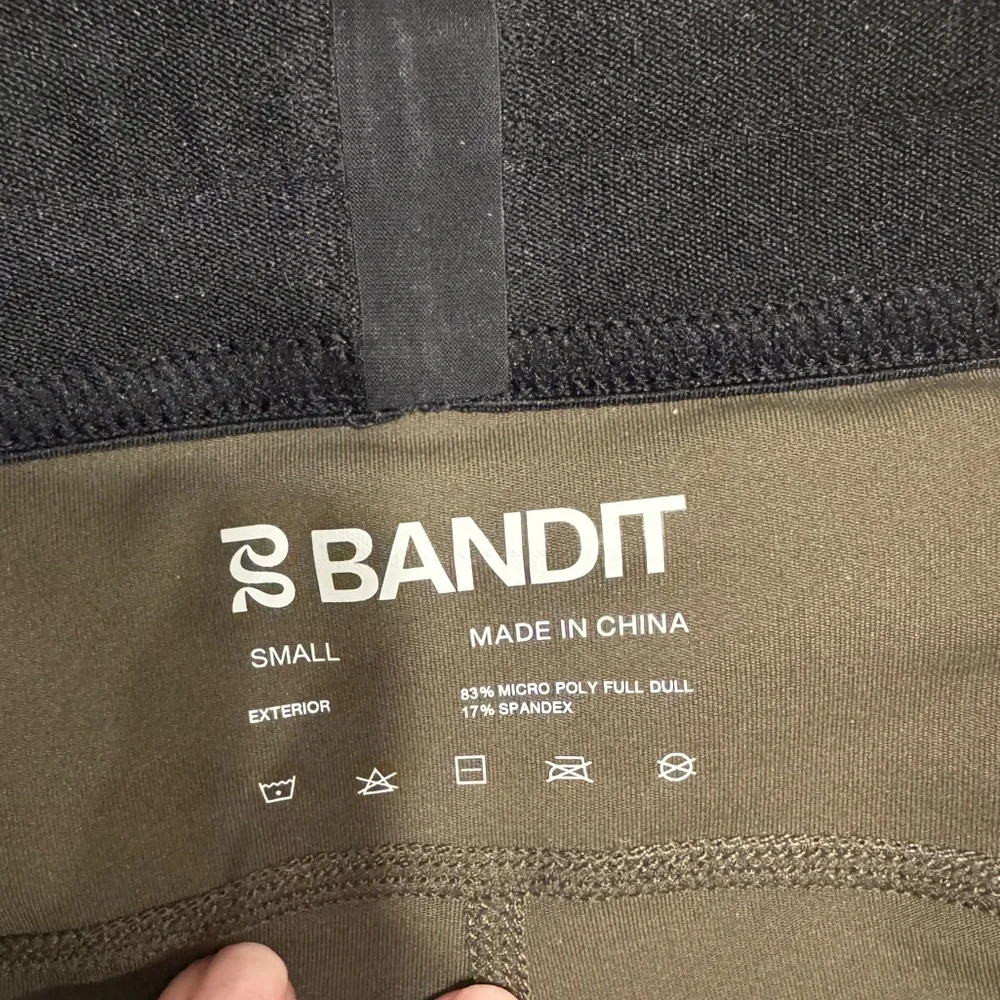 BANDIT
SMALL
MADE IN CHINA
EXTERIOR
83% MICRO POLY FULL DULL
17% SPANDEX